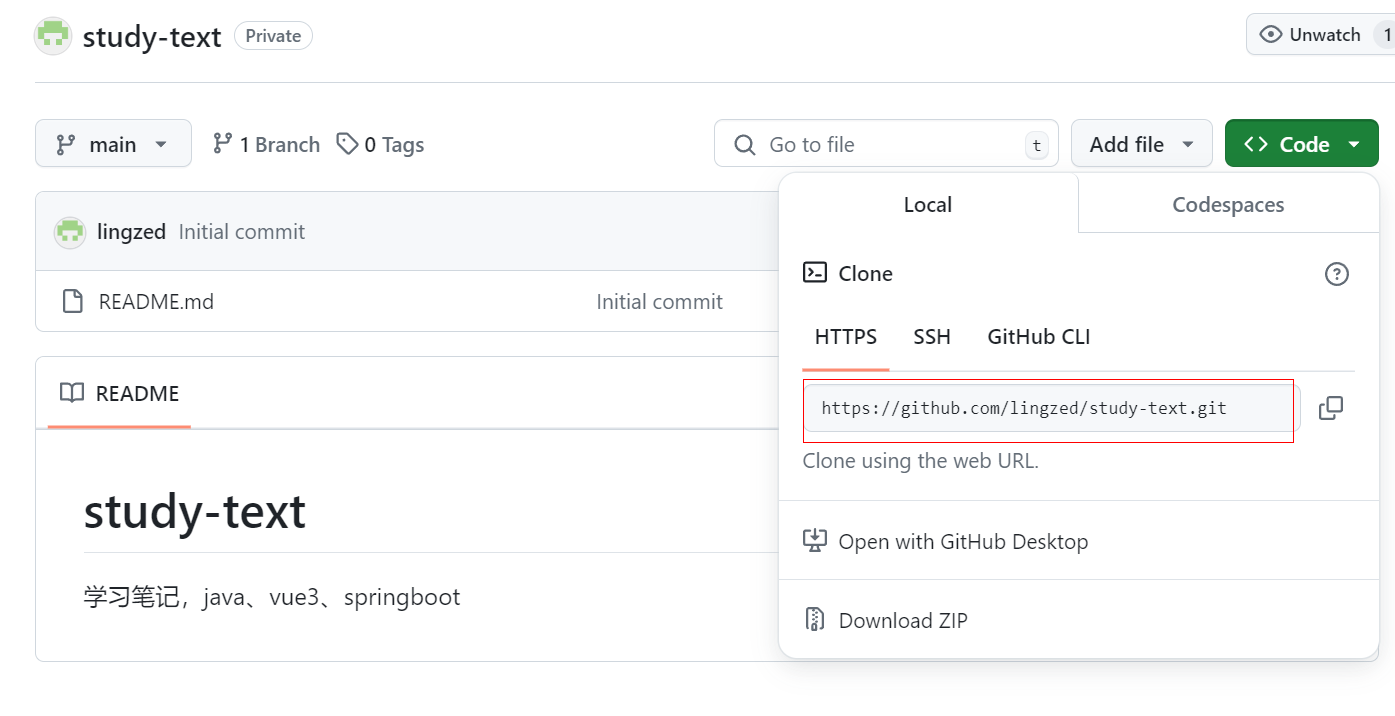 study-text Private
Unwatch 1
main 1 Branch 0 Tags
Go to file t
Add file
Code
lingzed Initial commit
README.md Initial commit
README
study-text
学习笔记，java、vue3、springboot
Local Codespaces
Clone
HTTPS SSH GitHub CLI
https://github.com/lingzed/study-text.git
Clone using the web URL.
Open with GitHub Desktop
Download ZIP